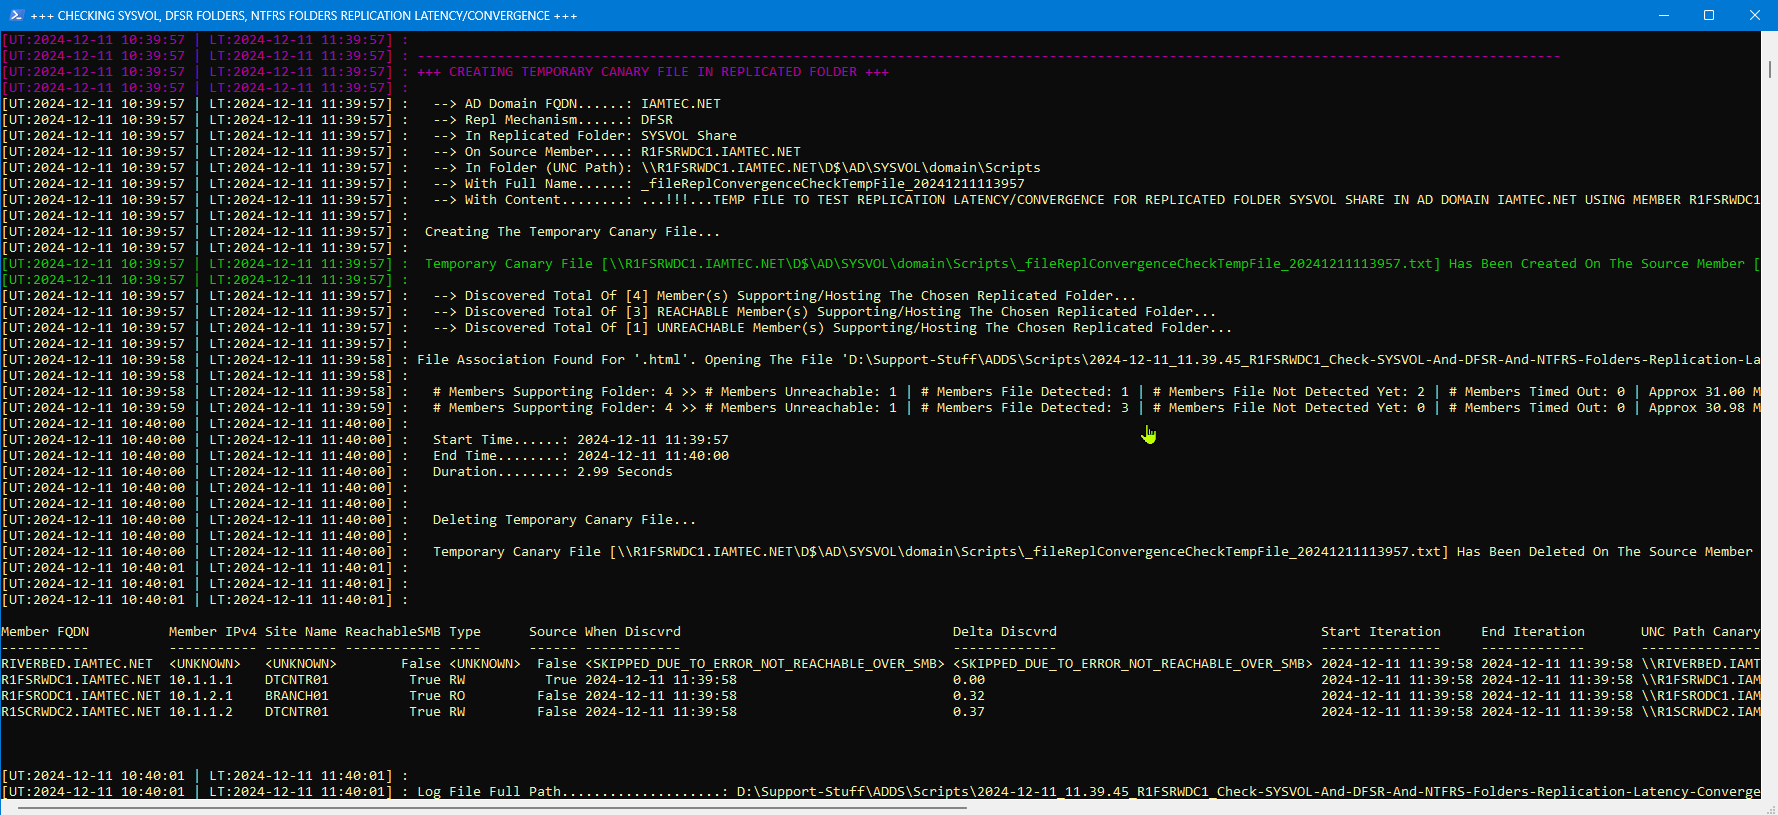 +++ CHECKING SYSVOL, DFSR FOLDERS, NTFRS FOLDERS REPLICATION LATENCY/CONVERGENCE +++
[UT:2024-12-11 10:39:57 | LT:2024-12-11 11:39:57] :
[UT:2024-12-11 10:39:57 | LT:2024-12-11 11:39:57] : -----------------------------------------------------------------------------------------------------------------------------------------------
[UT:2024-12-11 10:39:57 | LT:2024-12-11 11:39:57] : +++ CREATING TEMPORARY CANARY FILE IN REPLICATED FOLDER +++
[UT:2024-12-11 10:39:57 | LT:2024-12-11 11:39:57] :
[UT:2024-12-11 10:39:57 | LT:2024-12-11 11:39:57] :   --> AD Domain FQDN......: IAMTEC.NET
[UT:2024-12-11 10:39:57 | LT:2024-12-11 11:39:57] :   --> Repl Mechanism......: DFSR
[UT:2024-12-11 10:39:57 | LT:2024-12-11 11:39:57] :   --> In Replicated Folder: SYSVOL Share
[UT:2024-12-11 10:39:57 | LT:2024-12-11 11:39:57] :   --> On Source Member....: R1FSRWDC1.IAMTEC.NET
[UT:2024-12-11 10:39:57 | LT:2024-12-11 11:39:57] :   --> In Folder (UNC Path): \\R1FSRWDC1.IAMTEC.NET\D$\AD\SYSVOL\domain\Scripts
[UT:2024-12-11 10:39:57 | LT:2024-12-11 11:39:57] :   --> With Full Name......: _fileReplConvergenceCheckTempFile_20241211113957
[UT:2024-12-11 10:39:57 | LT:2024-12-11 11:39:57] :   --> With Content........: ...!!!...TEMP FILE TO TEST REPLICATION LATENCY/CONVERGENCE FOR REPLICATED FOLDER SYSVOL SHARE IN AD DOMAIN IAMTEC.NET USING MEMBER R1FSRWDC1
[UT:2024-12-11 10:39:57 | LT:2024-12-11 11:39:57] :
[UT:2024-12-11 10:39:57 | LT:2024-12-11 11:39:57] :  Creating The Temporary Canary File...
[UT:2024-12-11 10:39:57 | LT:2024-12-11 11:39:57] :
[UT:2024-12-11 10:39:57 | LT:2024-12-11 11:39:57] :  Temporary Canary File [\\R1FSRWDC1.IAMTEC.NET\D$\AD\SYSVOL\domain\Scripts\_fileReplConvergenceCheckTempFile_20241211113957.txt] Has Been Created On The Source Member [
[UT:2024-12-11 10:39:57 | LT:2024-12-11 11:39:57] :
[UT:2024-12-11 10:39:57 | LT:2024-12-11 11:39:57] :   --> Discovered Total Of [4] Member(s) Supporting/Hosting The Chosen Replicated Folder...
[UT:2024-12-11 10:39:57 | LT:2024-12-11 11:39:57] :   --> Discovered Total Of [3] REACHABLE Member(s) Supporting/Hosting The Chosen Replicated Folder...
[UT:2024-12-11 10:39:57 | LT:2024-12-11 11:39:57] :   --> Discovered Total Of [1] UNREACHABLE Member(s) Supporting/Hosting The Chosen Replicated Folder...
[UT:2024-12-11 10:39:57 | LT:2024-12-11 11:39:57] :
[UT:2024-12-11 10:39:58 | LT:2024-12-11 11:39:58] : File Association Found For '.html'. Opening The File 'D:\Support-Stuff\ADDS\Scripts\2024-12-11_11.39.45_R1FSRWDC1_Check-SYSVOL-And-DFSR-And-NTFRS-Folders-Replication-La
[UT:2024-12-11 10:39:58 | LT:2024-12-11 11:39:58] :
[UT:2024-12-11 10:39:58 | LT:2024-12-11 11:39:58] :   # Members Supporting Folder: 4 >> # Members Unreachable: 1 | # Members File Detected: 1 | # Members File Not Detected Yet: 2 | # Members Timed Out: 0 | Approx 31.00 M
[UT:2024-12-11 10:39:59 | LT:2024-12-11 11:39:59] :   # Members Supporting Folder: 4 >> # Members Unreachable: 1 | # Members File Detected: 3 | # Members File Not Detected Yet: 0 | # Members Timed Out: 0 | Approx 30.98 M
[UT:2024-12-11 10:40:00 | LT:2024-12-11 11:40:00] :
[UT:2024-12-11 10:40:00 | LT:2024-12-11 11:40:00] :   Start Time......: 2024-12-11 11:39:57
[UT:2024-12-11 10:40:00 | LT:2024-12-11 11:40:00] :   End Time........: 2024-12-11 11:40:00
[UT:2024-12-11 10:40:00 | LT:2024-12-11 11:40:00] :   Duration........: 2.99 Seconds
[UT:2024-12-11 10:40:00 | LT:2024-12-11 11:40:00] :
[UT:2024-12-11 10:40:00 | LT:2024-12-11 11:40:00] :
[UT:2024-12-11 10:40:00 | LT:2024-12-11 11:40:00] :   Deleting Temporary Canary File...
[UT:2024-12-11 10:40:00 | LT:2024-12-11 11:40:00] :
[UT:2024-12-11 10:40:00 | LT:2024-12-11 11:40:00] :   Temporary Canary File [\\R1FSRWDC1.IAMTEC.NET\D$\AD\SYSVOL\domain\Scripts\_fileReplConvergenceCheckTempFile_20241211113957.txt] Has Been Deleted On The Source Member
[UT:2024-12-11 10:40:01 | LT:2024-12-11 11:40:01] :
[UT:2024-12-11 10:40:01 | LT:2024-12-11 11:40:01] :
[UT:2024-12-11 10:40:01 | LT:2024-12-11 11:40:01] :
Member FQDN          Member IPv4 Site Name ReachableSMB Type      Source When Discvrd                                  Delta Discvrd                                 Start Iteration     End Iteration       UNC Path Canary
-----------          ----------- --------- ------------ ----      ------ ------------                                  -------------                                 ---------------     -------------       ---------------
RIVERBED.IAMTEC.NET  <UNKNOWN>   <UNKNOWN>        False <UNKNOWN>  False <SKIPPED_DUE_TO_ERROR_NOT_REACHABLE_OVER_SMB> <SKIPPED_DUE_TO_ERROR_NOT_REACHABLE_OVER_SMB> 2024-12-11 11:39:58 2024-12-11 11:39:58 \\RIVERBED.IAMT
R1FSRWDC1.IAMTEC.NET 10.1.1.1    DTCNTR01          True RW          True 2024-12-11 11:39:58                           0.00                                          2024-12-11 11:39:58 2024-12-11 11:39:58 \\R1FSRWDC1.IAM
R1FSRODC1.IAMTEC.NET 10.1.2.1    BRANCH01          True RO         False 2024-12-11 11:39:58                           0.32                                          2024-12-11 11:39:58 2024-12-11 11:39:58 \\R1FSRODC1.IAM
R1SCRWDC2.IAMTEC.NET 10.1.1.2    DTCNTR01          True RW         False 2024-12-11 11:39:58                           0.37                                          2024-12-11 11:39:58 2024-12-11 11:39:58 \\R1SCRWDC2.IAM
[UT:2024-12-11 10:40:01 | LT:2024-12-11 11:40:01] :
[UT:2024-12-11 10:40:01 | LT:2024-12-11 11:40:01] : Log File Full Path....................: D:\Support-Stuff\ADDS\Scripts\2024-12-11_11.39.45_R1FSRWDC1_Check-SYSVOL-And-DFSR-And-NTFRS-Folders-Replication-Latency-Converge